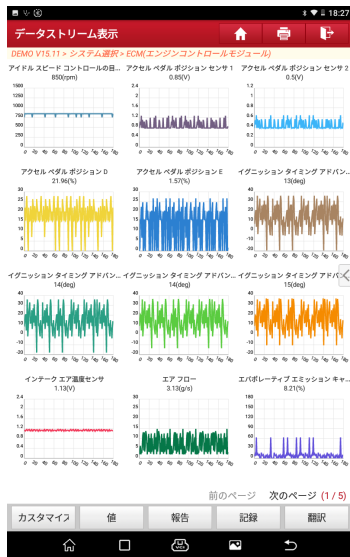 18:27
データストリーム表示
DEMO V15.11 > システム選択 > ECM(エンジンコントロールモジュール)
アイドル スピード コントロールの目... アクセル ペダル ポジション センサ 1 アクセル ペダル ポジション センサ 2
850(rpm) 0.85(V) 0.5(V)
アクセル ペダル ポジション D アクセル ペダル ポジション E イグニッション タイミング アドバン...
21.96(%) 1.57(%) 13(deg)
イグニッション タイミング アドバン... イグニッション タイミング アドバン... イグニッション タイミング アドバン...
14(deg) 14(deg) 15(deg)
インテーク エア温度センサ エア フロー エバポレーティブ エミッション キャ...
1.13(V) 3.13(g/s) 8.21(%)
前のページ 次のページ (1 / 5)
カスタマイズ 値 報告 記録 翻訳